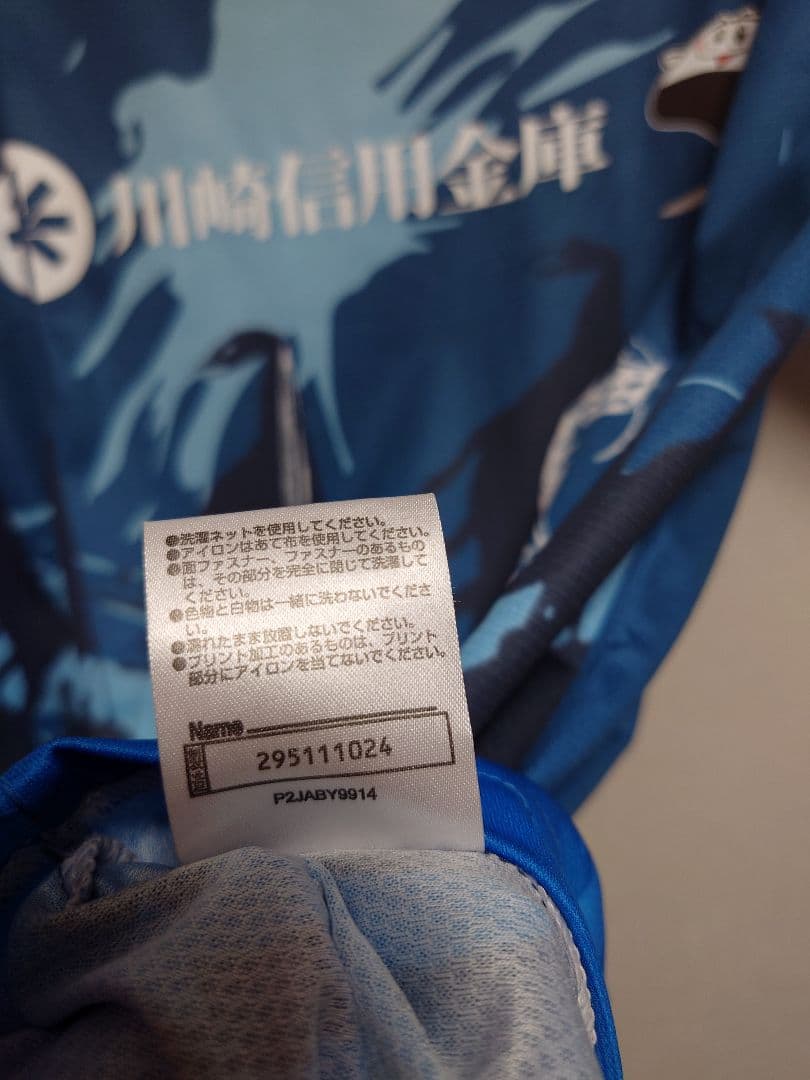 川崎信用金庫
●洗濯ネットを使用してください。
●アイロンはあて布を使用してください。
●面ファスナー、ファスナーのあるもの
は、その部分を完全に閉じて洗濯して
ください。
●色物と白物は一緒に洗わないでくださ
い。
●濡れたまま放置しないでください。
●プリント加工のあるものは、プリント
部分にアイロンを当てないでください。
Name
295111024
P2JABY9914